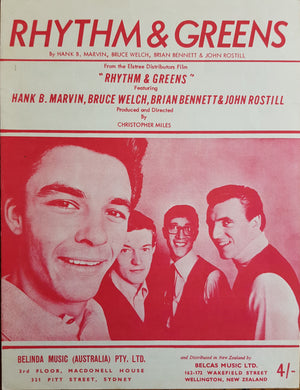 RHYTHM & GREENS
By HANK B. MARVIN, BRUCE WELCH, BRIAN BENNETT & JOHN ROSTILL
From the Elstree Distributors Film
"RHYTHM & GREENS"
Featuring
HANK B. MARVIN, BRUCE WELCH, BRIAN BENNETT & JOHN ROSTILL
Produced and Directed
By
CHRISTOPHER MILES
BELINDA MUSIC (AUSTRALIA) PTY. LTD.
3rd FLOOR, MACDONELL HOUSE
321 PITT STREET, SYDNEY
and Distributed in New Zealand by
BELCAS MUSIC LTD.
162-172 WAKEFIELD STREET
WELLINGTON, NEW ZEALAND
4/-